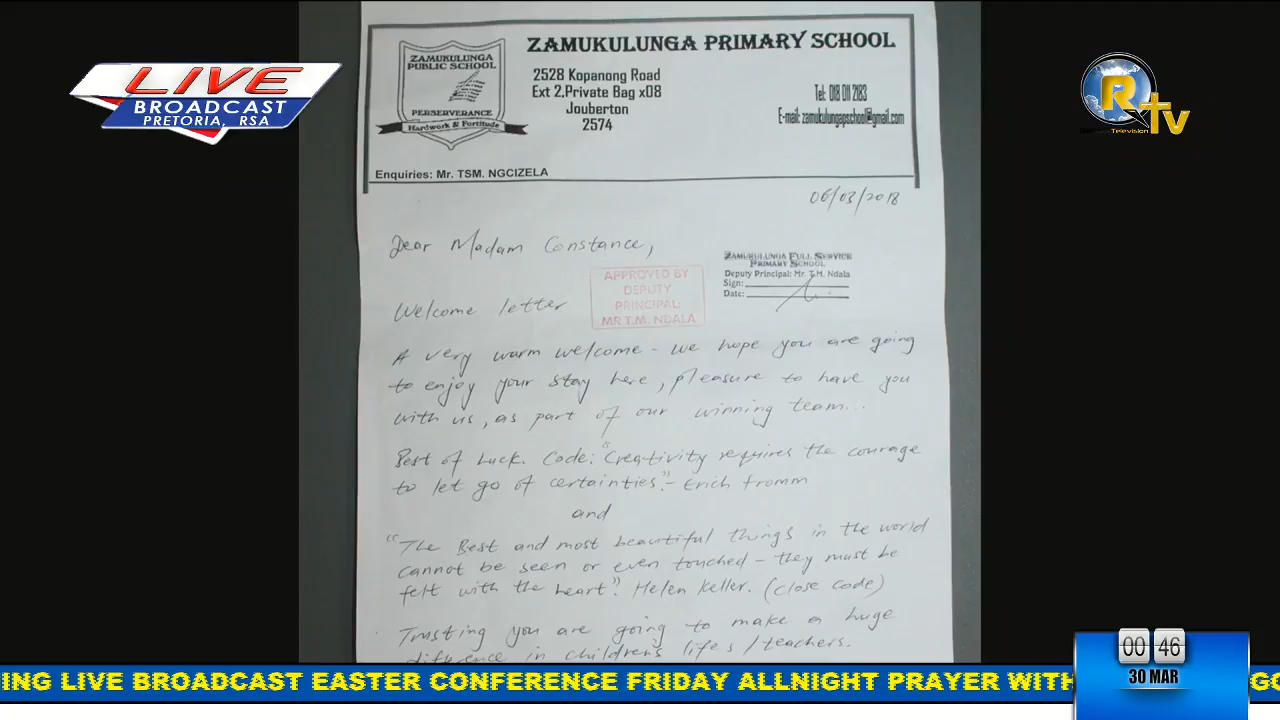 LIVE
BROADCAST
PRETORIA, RSA
R tv
Television
ZAMUKULUNGA PUBLIC SCHOOL
PERSERVERANCE
Hardwork & Fortitude
ZAMUKULUNGA PRIMARY SCHOOL
2528 Kopanong Road
Ext 2,Private Bag x08
Jouberton
2574
Tel: 018 011 2183
E-mail: zamukulungapschool@gmail.com
Enquiries: Mr. TSM. NGCIZELA
06/03/2018
Dear Madam Constance,
ZAMUKULUNGA FULL SERVICE
PRIMARY SCHOOL
Deputy Principal: Mr. T.M. Ndala
Sign:
Date:
APPROVED BY
DEPUTY
PRINCIPAL:
MR T.M. NDALA
Welcome letter
A very warm welcome - we hope you are going
to enjoy your stay here, pleasure to have you
with us, as part of our winning team...
Best of Luck. Code: "Creativity requires the courage
to let go of certainties" - Erich Fromm
and
"The Best and most beautiful things in the world
cannot be seen or even touched - they must be
felt with the heart". Helen Keller. (close code)
Trusting you are going to make a huge
difference in children's lifes/teachers.
00 46
30 MAR
ING LIVE BROADCAST EASTER CONFERENCE FRIDAY ALLNIGHT PRAYER WITH GO